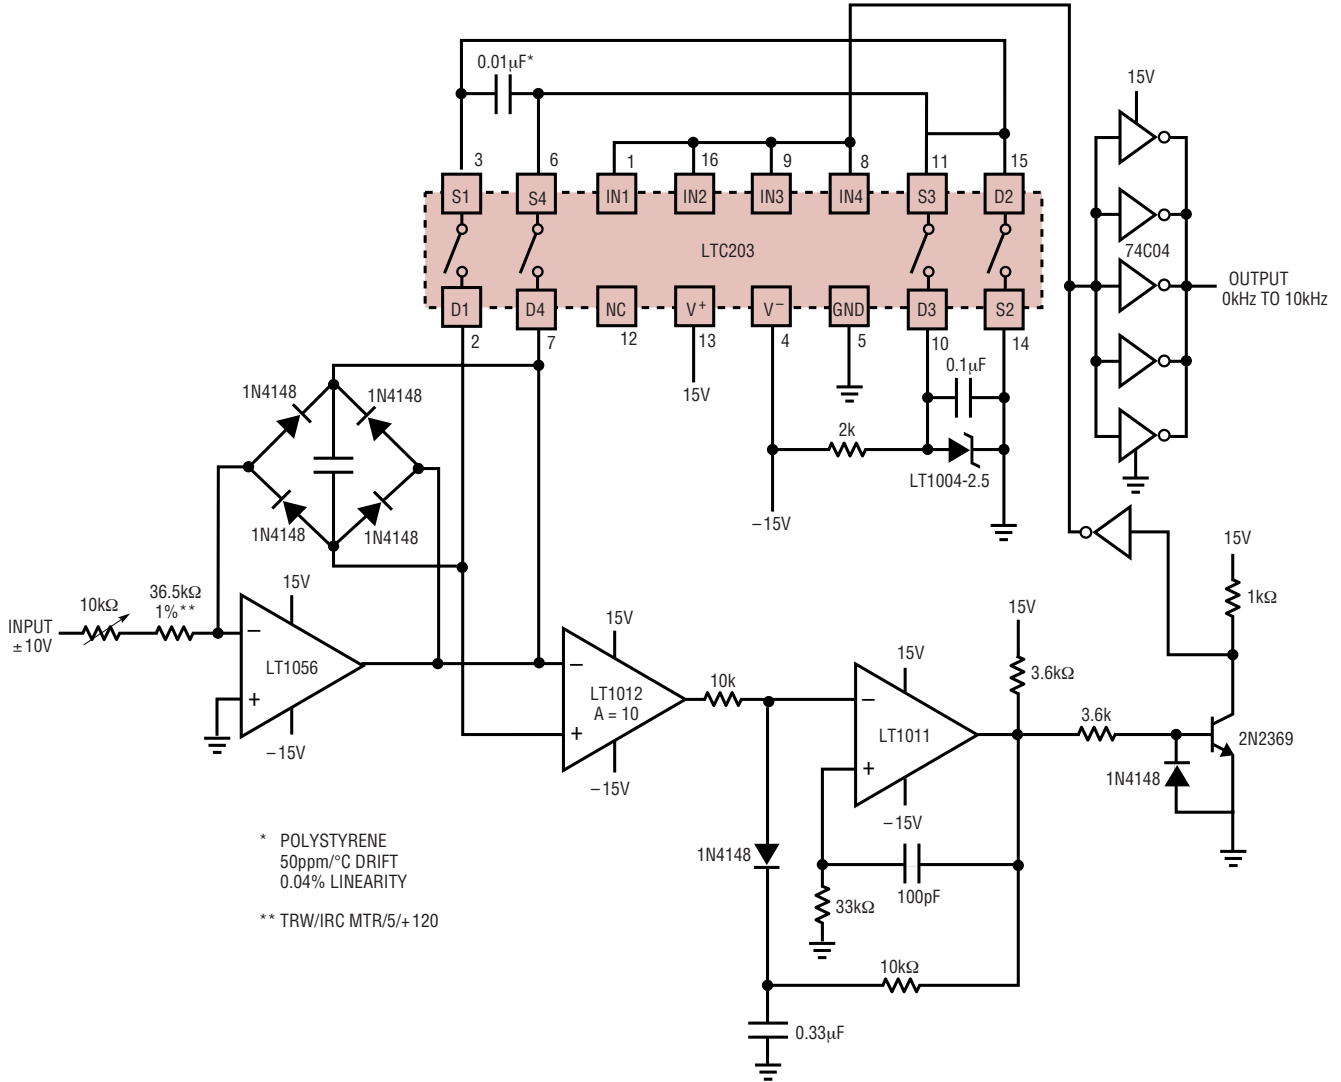 0.01µF*
15V
3
6
1
16
9
8
11
15
S1
S4
IN1
IN2
IN3
IN4
S3
D2
LTC203
74C04
OUTPUT
0kHz TO 10kHz
D1
D4
NC
V+
V−
GND
D3
S2
2
7
12
13
4
5
10
14
15V
0.1µF
1N4148
1N4148
2k
LT1004-2.5
−15V
1N4148
1N4148
15V
1kΩ
INPUT
±10V
10kΩ
36.5kΩ
1%**
15V
−
LT1056
+
−15V
15V
−
LT1012
A = 10
+
−15V
10k
15V
−
LT1011
+
−15V
15V
3.6kΩ
3.6k
2N2369
1N4148
* POLYSTYRENE
50ppm/°C DRIFT
0.04% LINEARITY
** TRW/IRC MTR/5/+120
1N4148
33kΩ
100pF
10kΩ
0.33µF